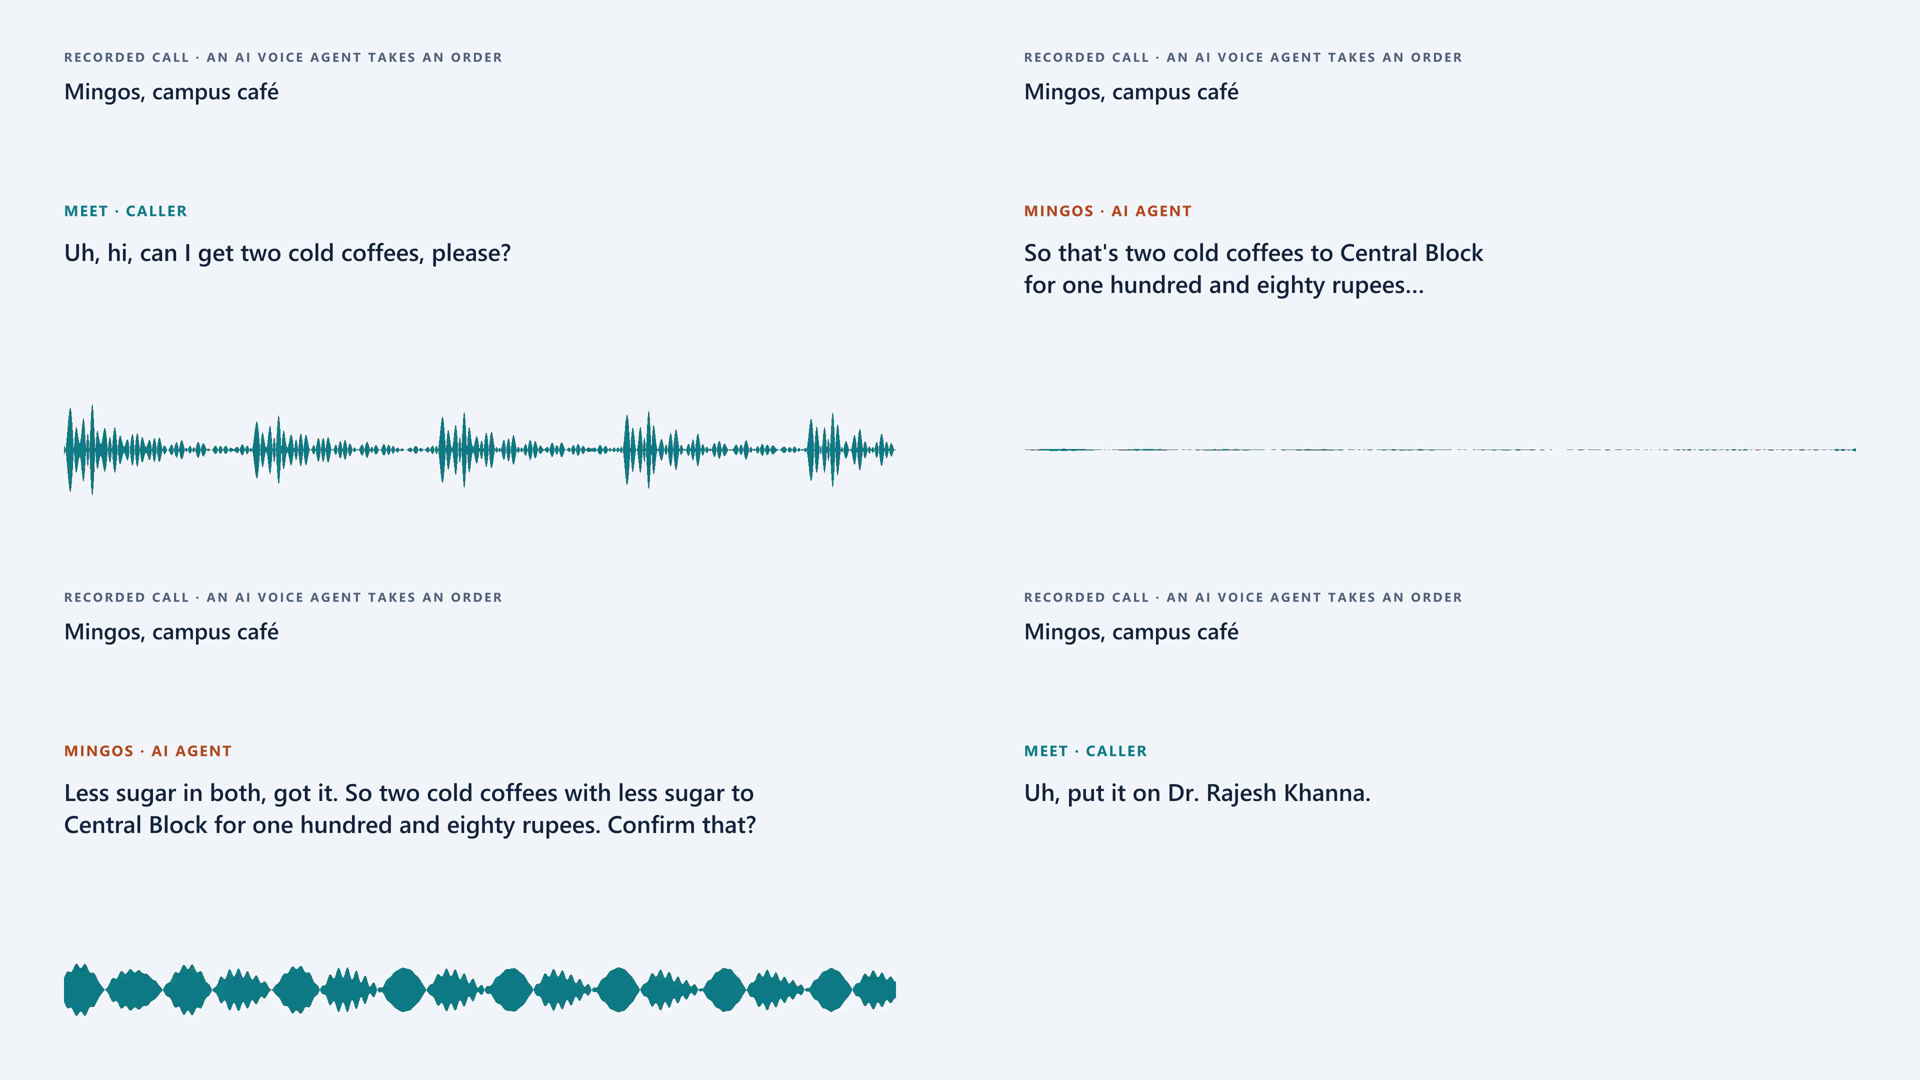 RECORDED CALL · AN AI VOICE AGENT TAKES AN ORDER
Mingos, campus café
MEET · CALLER
Uh, hi, can I get two cold coffees, please?
RECORDED CALL · AN AI VOICE AGENT TAKES AN ORDER
Mingos, campus café
MINGOS · AI AGENT
So that's two cold coffees to Central Block
for one hundred and eighty rupees...
RECORDED CALL · AN AI VOICE AGENT TAKES AN ORDER
Mingos, campus café
MINGOS · AI AGENT
Less sugar in both, got it. So two cold coffees with less sugar to
Central Block for one hundred and eighty rupees. Confirm that?
RECORDED CALL · AN AI VOICE AGENT TAKES AN ORDER
Mingos, campus café
MEET · CALLER
Uh, put it on Dr. Rajesh Khanna.